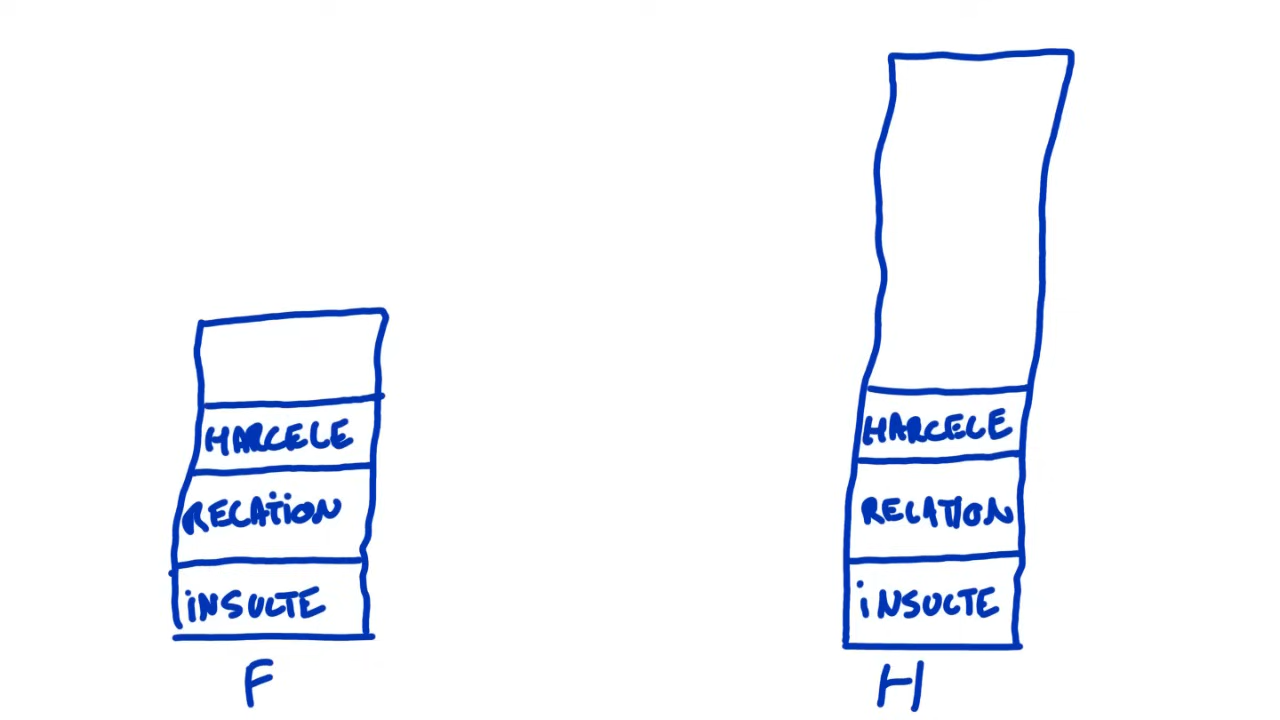 HARCELE
RELATION
iNSULTE
F
HARCELE
RELATION
iNSULTE
H